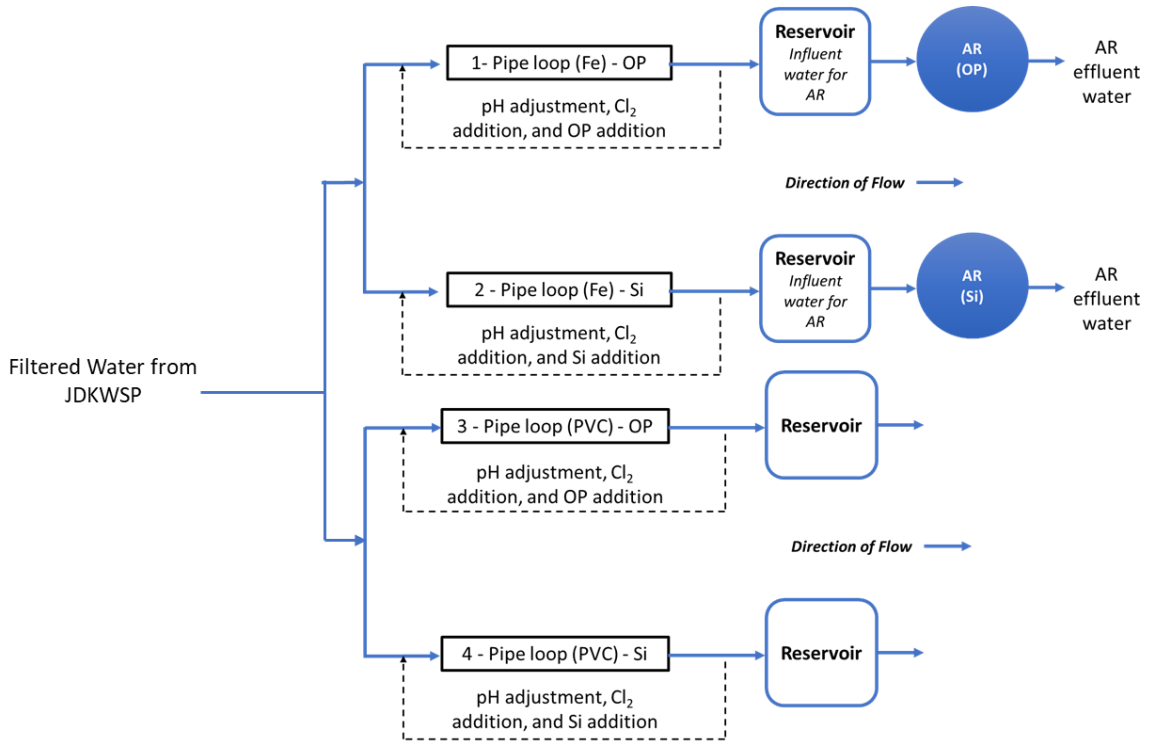 1- Pipe loop (Fe) - OP
pH adjustment, Cl₂
addition, and OP addition
Reservoir
Influent
water for
AR
AR
(OP)
AR
effluent
water
Direction of Flow
2 - Pipe loop (Fe) - Si
pH adjustment, Cl₂
addition, and Si addition
Reservoir
Influent
water for
AR
AR
(Si)
AR
effluent
water
Filtered Water from
JDKWSP
3 - Pipe loop (PVC) - OP
pH adjustment, Cl₂
addition, and OP addition
Reservoir
Direction of Flow
4 - Pipe loop (PVC) - Si
pH adjustment, Cl₂
addition, and Si addition
Reservoir